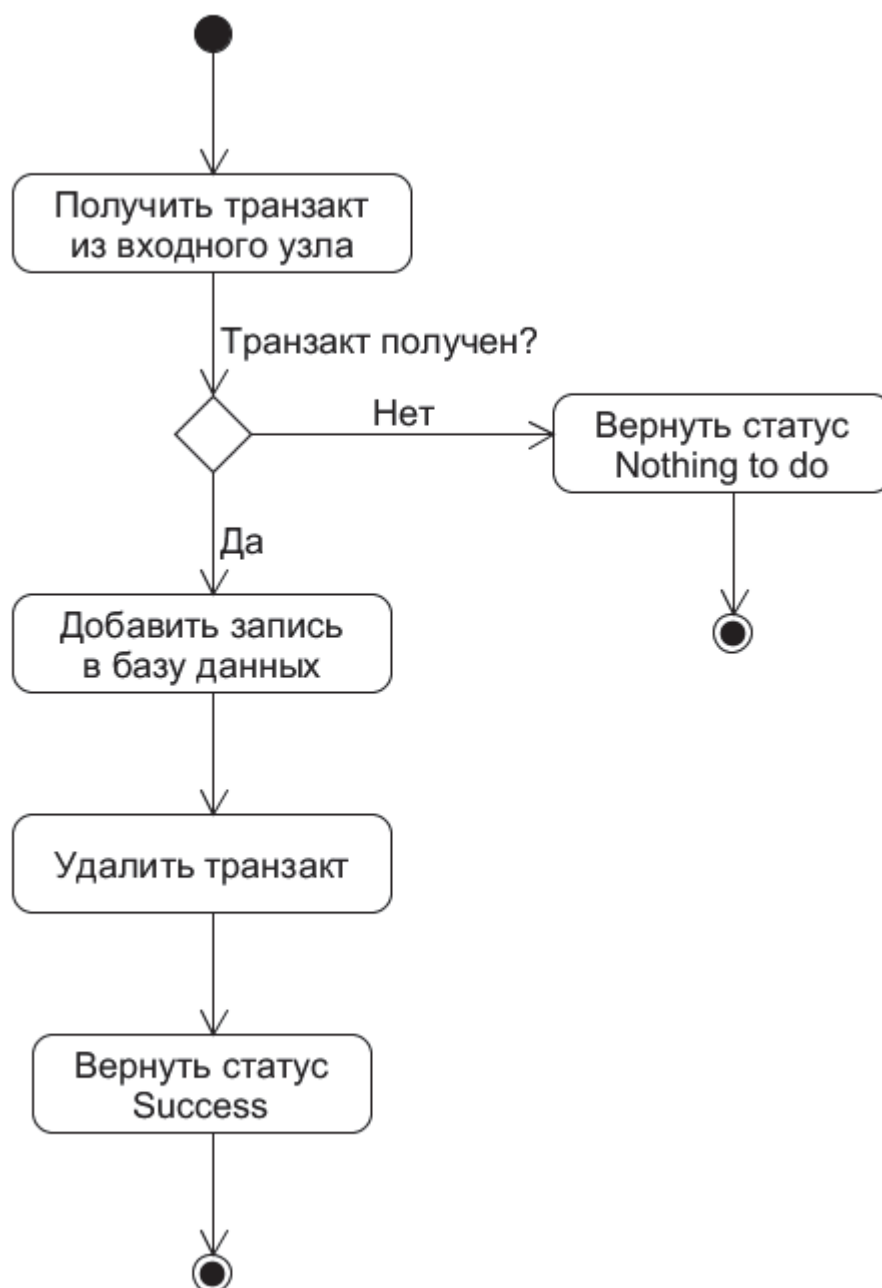 Получить транзакт
из входного узла
Транзакт получен?
Нет
Вернуть статус
Nothing to do
Да
Добавить запись
в базу данных
Удалить транзакт
Вернуть статус
Success